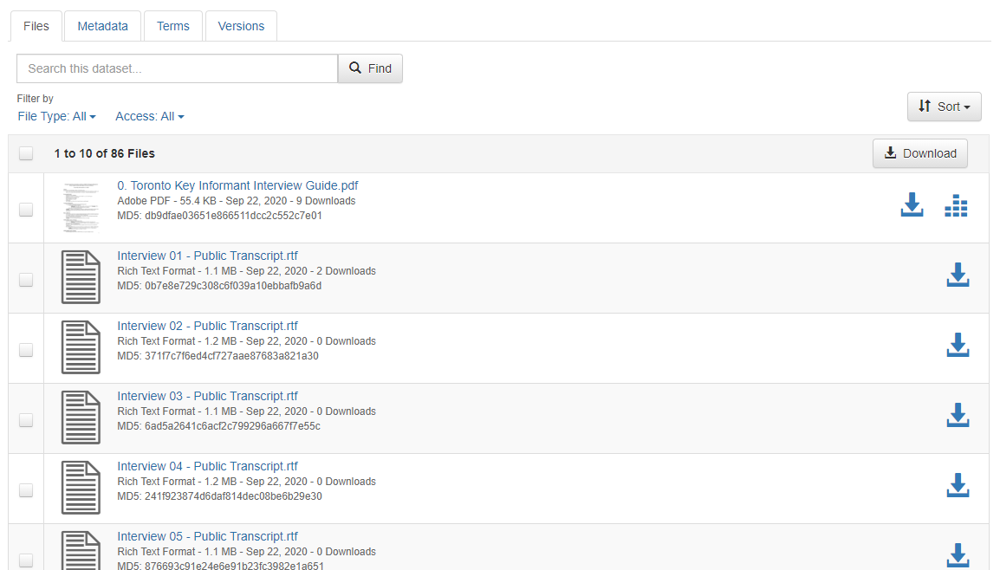 Files Metadata Terms Versions
Search this dataset... Find
Filter by
File Type: All Access: All
Sort
1 to 10 of 86 Files Download
0. Toronto Key Informant Interview Guide.pdf
Adobe PDF - 55.4 KB - Sep 22, 2020 - 9 Downloads
MD5: db9dfae03651e866511dcc2c552c7e01
Interview 01 - Public Transcript.rtf
Rich Text Format - 1.1 MB - Sep 22, 2020 - 2 Downloads
MD5: 0b7e8e729c308c6f039a10ebbafb9a6d
Interview 02 - Public Transcript.rtf
Rich Text Format - 1.2 MB - Sep 22, 2020 - 0 Downloads
MD5: 371f7c7f6ed4cf727aae87683a821a30
Interview 03 - Public Transcript.rtf
Rich Text Format - 1.1 MB - Sep 22, 2020 - 0 Downloads
MD5: 6ad5a2641c6acf2c799296a667f7e55c
Interview 04 - Public Transcript.rtf
Rich Text Format - 1.2 MB - Sep 22, 2020 - 0 Downloads
MD5: 241f923874d6daf814dec08be6b29e30
Interview 05 - Public Transcript.rtf
Rich Text Format - 1.1 MB - Sep 22, 2020 - 0 Downloads
MD5: 876693c91e24e6e91b23fc3982e1a651